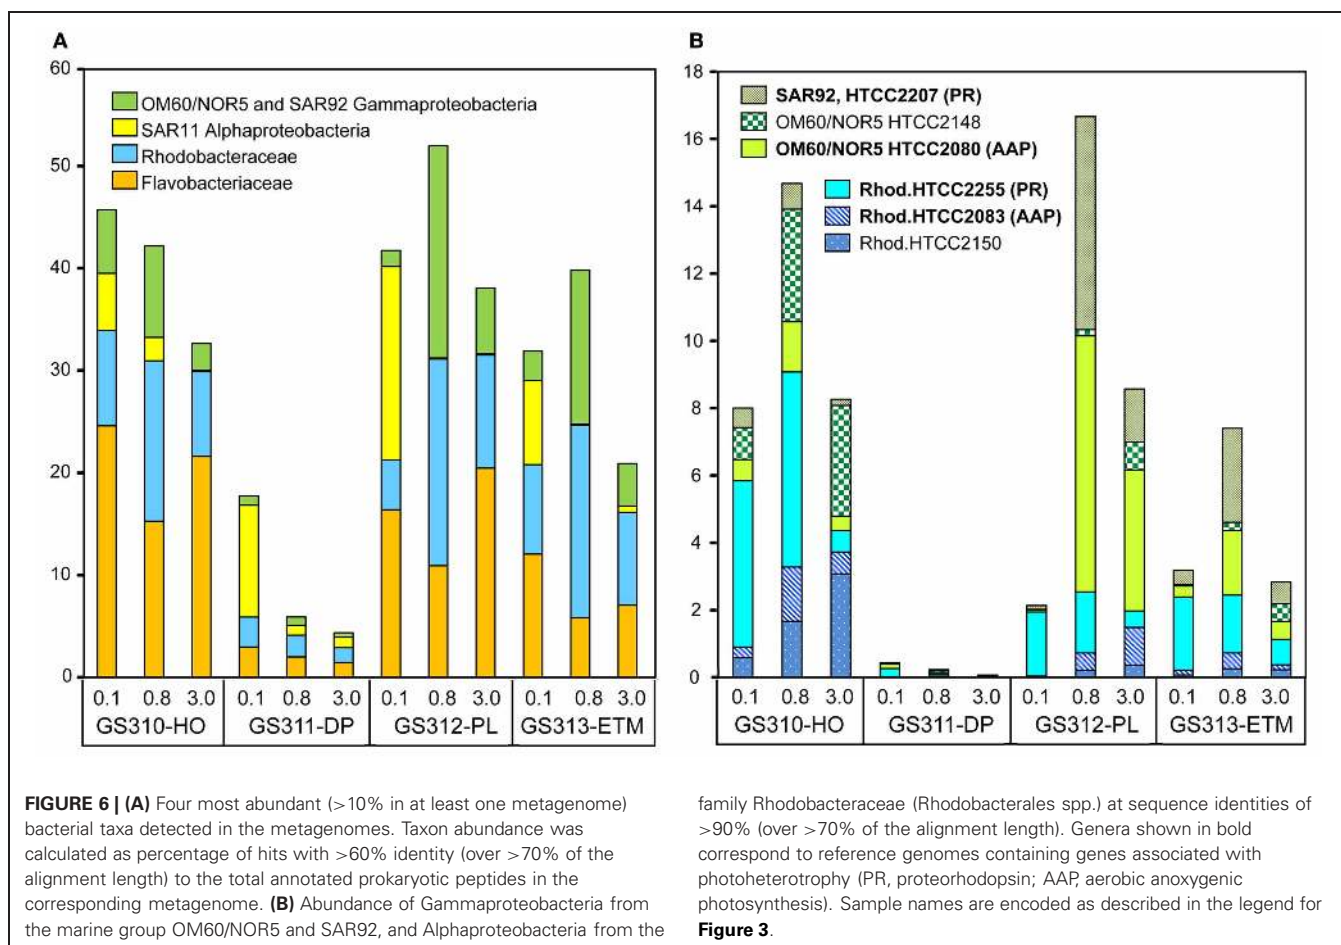 A
60
50
40
30
20
10
0
OM60/NOR5 and SAR92 Gammaproteobacteria
SAR11 Alphaproteobacteria
Rhodobacteraceae
Flavobacteriaceae
0.1 0.8 3.0 0.1 0.8 3.0 0.1 0.8 3.0 0.1 0.8 3.0
GS310-HO GS311-DP GS312-PL GS313-ETM
B
18
16
14
12
10
8
6
4
2
0
SAR92, HTCC2207 (PR)
OM60/NOR5 HTCC2148
OM60/NOR5 HTCC2080 (AAP)
Rhod.HTCC2255 (PR)
Rhod.HTCC2083 (AAP)
Rhod.HTCC2150
0.1 0.8 3.0 0.1 0.8 3.0 0.1 0.8 3.0 0.1 0.8 3.0
GS310-HO GS311-DP GS312-PL GS313-ETM
FIGURE 6 | (A) Four most abundant (>10% in at least one metagenome)
bacterial taxa detected in the metagenomes. Taxon abundance was
calculated as percentage of hits with >60% identity (over >70% of the
alignment length) to the total annotated prokaryotic peptides in the
corresponding metagenome. (B) Abundance of Gammaproteobacteria from
the marine group OM60/NOR5 and SAR92, and Alphaproteobacteria from the
family Rhodobacteraceae (Rhodobacterales spp.) at sequence identities of
>90% (over >70% of the alignment length). Genera shown in bold
correspond to reference genomes containing genes associated with
photoheterotrophy (PR, proteorhodopsin; AAP, aerobic anoxygenic
photosynthesis). Sample names are encoded as described in the legend for
Figure 3.